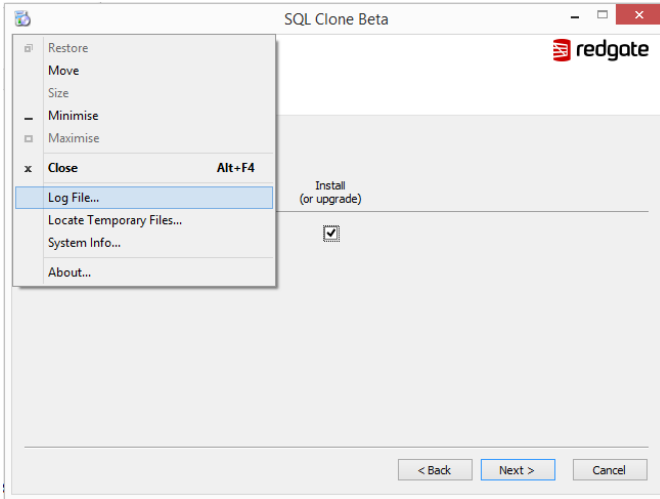 SQL Clone Beta
redgate
Restore
Move
Size
Minimise
Maximise
Close Alt+F4
Log File...
Locate Temporary Files...
System Info...
About...
Install
(or upgrade)
< Back Next > Cancel